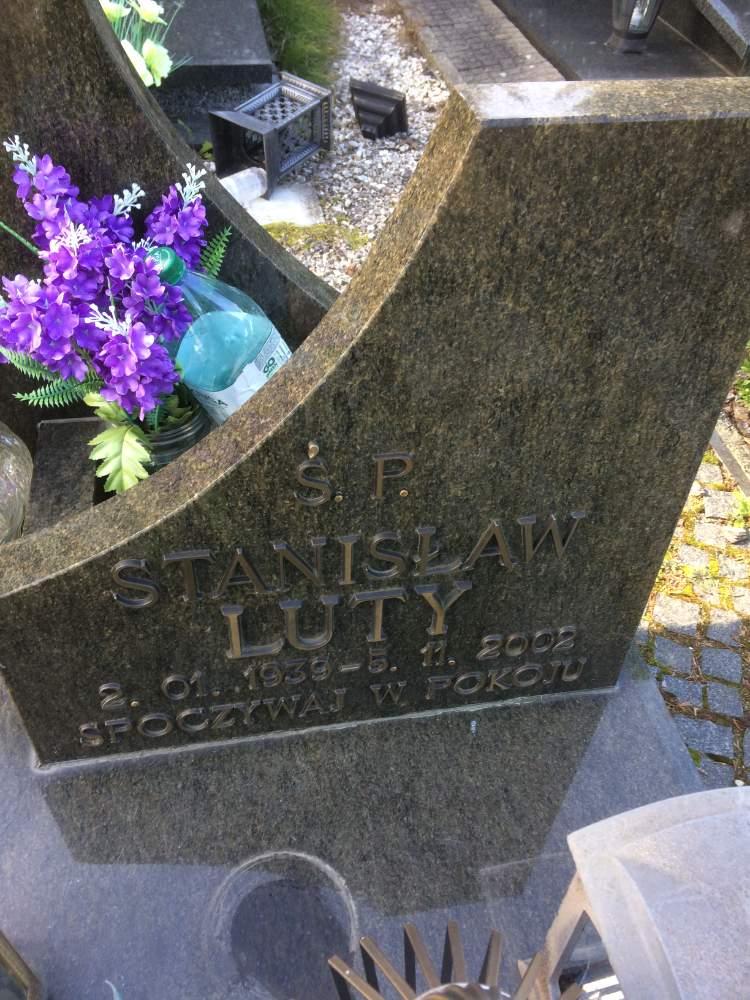 Ś. P.
STANISŁAW
LUTY
2. 01. 1939 - 5. 11. 2002
SPOCZYWAJ W POKOJU